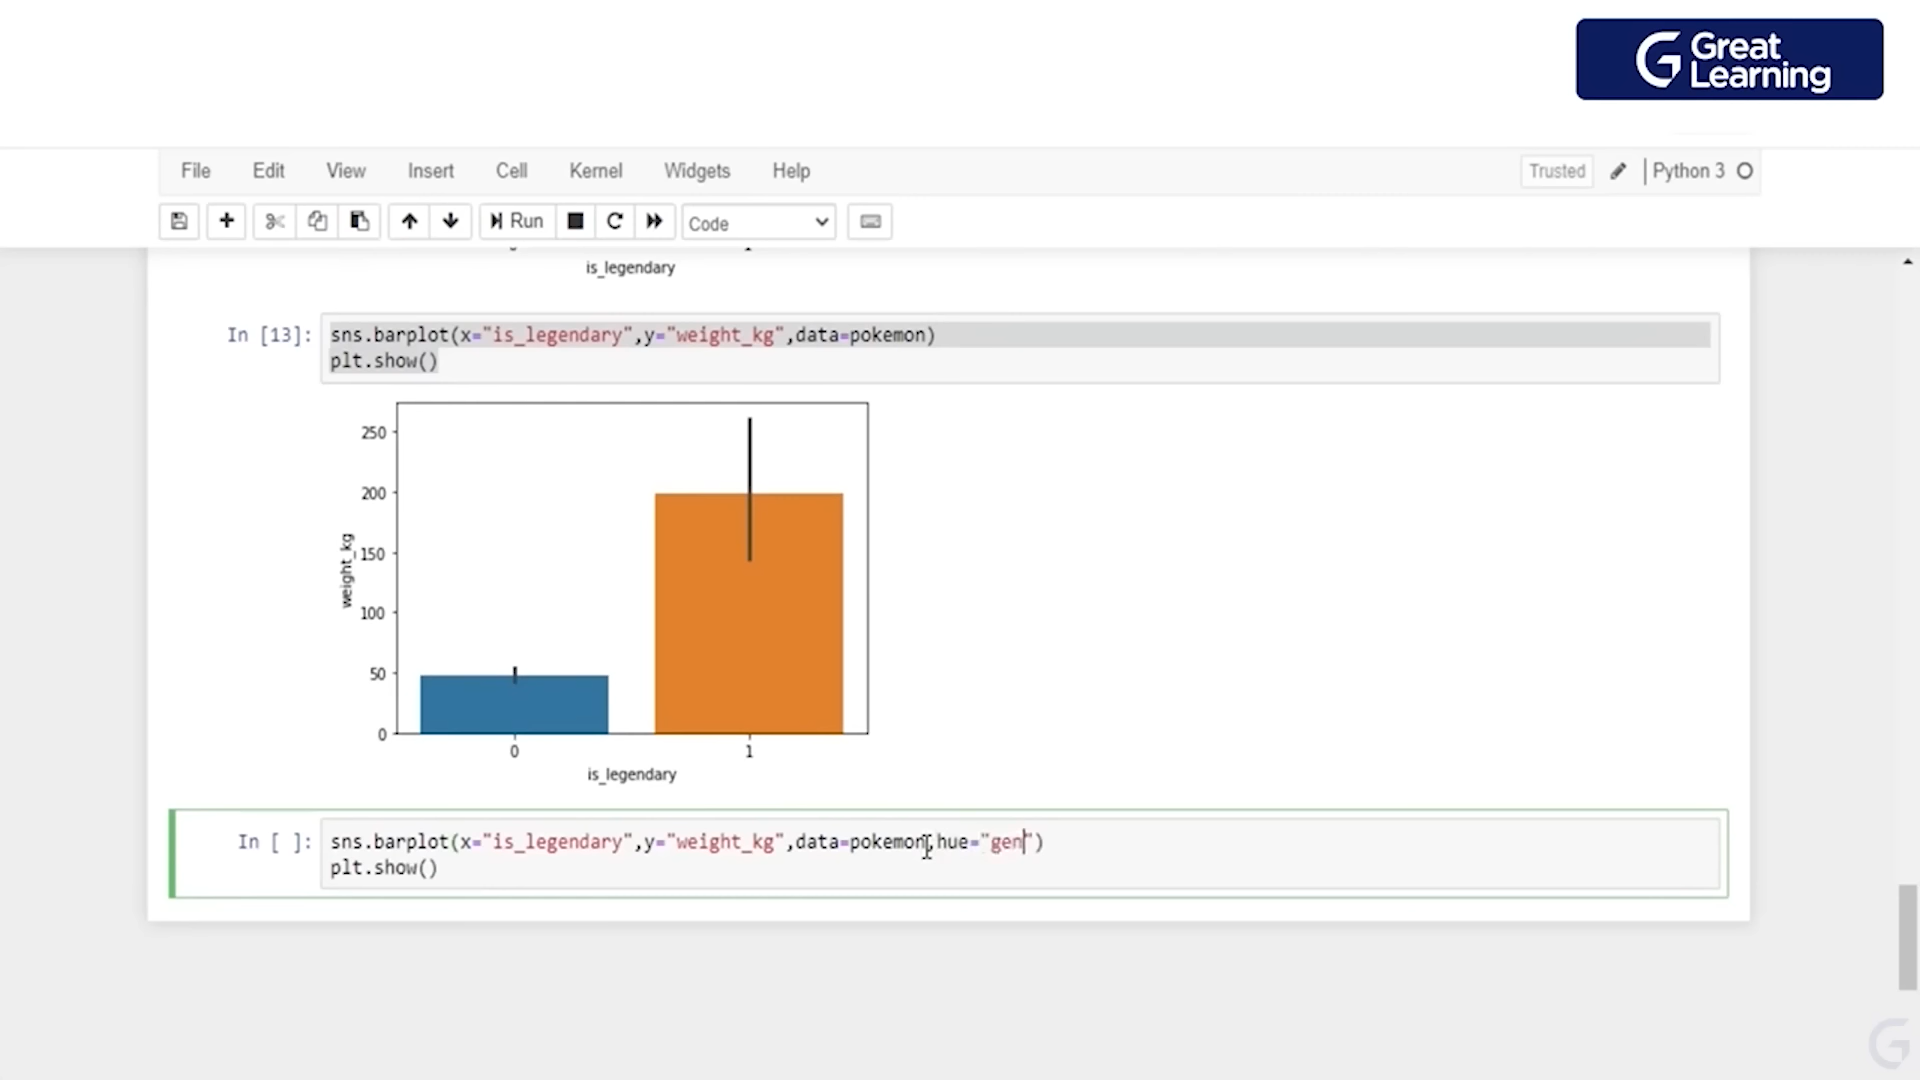 Great
Learning
File Edit View Insert Cell Kernel Widgets Help Trusted Python 3
Run Code
is_legendary
In [13]: sns.barplot(x="is_legendary",y="weight_kg",data=pokemon)
plt.show()
250
200
150
100
50
0
weight_kg
0 1
is_legendary
In [ ]: sns.barplot(x="is_legendary",y="weight_kg",data=pokemon,hue="gen")
plt.show()